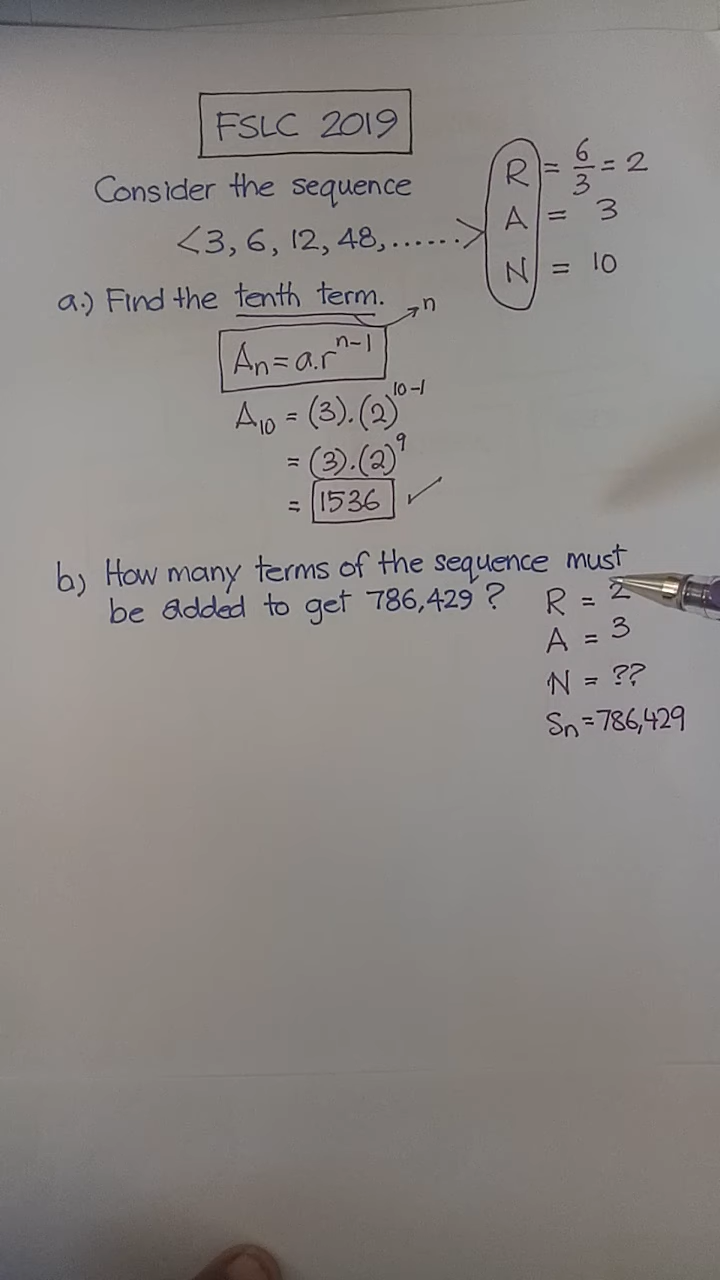 FSLC 2019
Consider the sequence
<3, 6, 12, 48, ......>
R = 6/3 = 2
A = 3
N = 10
a.) Find the tenth term.
n
An = a.r^n-1
A10 = (3).(2)^10-1
= (3).(2)^9
= 1536 ✓
b) How many terms of the sequence must
be added to get 786,429?
R = 2
A = 3
N = ??
Sn = 786,429